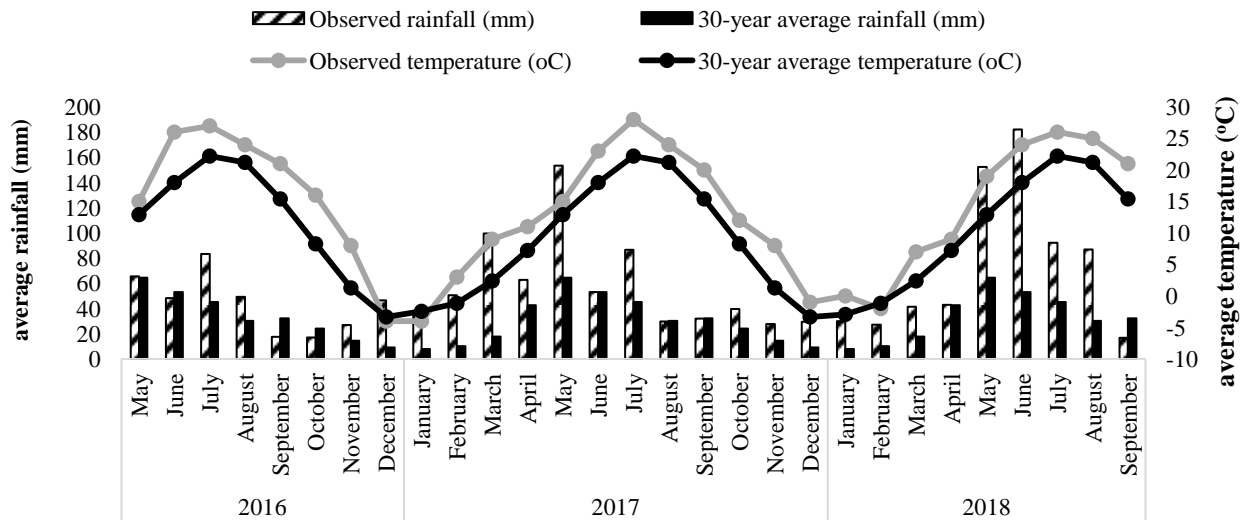 Observed rainfall (mm) 30-year average rainfall (mm)
Observed temperature (oC) 30-year average temperature (oC)
average rainfall (mm)
200
180
160
140
120
100
80
60
40
20
0
30
25
20
15
10
5
0
-5
-10
average temperature (ºC)
May
June
July
August
September
October
November
December
January
February
March
April
May
June
July
August
September
October
November
December
January
February
March
April
May
June
July
August
September
2016 2017 2018